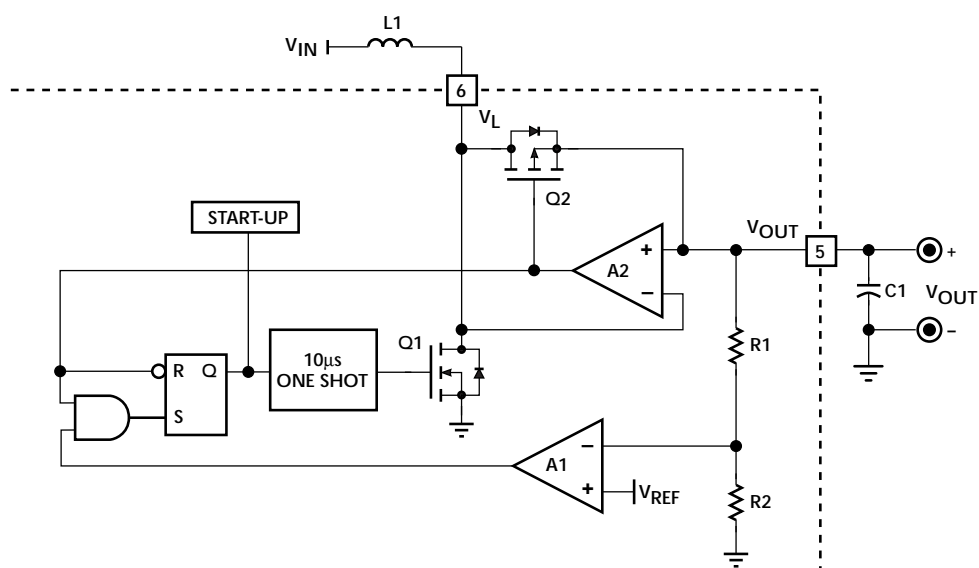 L1
VIN
6
VL
Q2
START-UP
VOUT
5
+
A2
+
−
C1
VOUT
−
Q1
R1
10µs
ONE SHOT
R Q
S
−
A1
+
VREF
R2